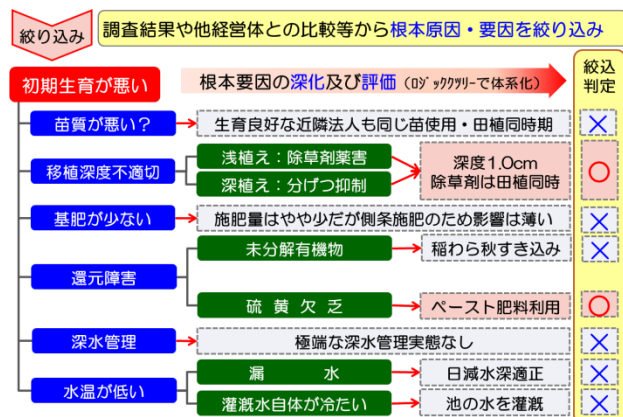 絞り込み
調査結果や他経営体との比較等から根本原因・要因を絞り込み
初期生育が悪い
根本要因の深化及び評価（ﾛｼﾞｯｸツリーで体系化）
絞込
判定
苗質が悪い？
生育良好な近隣法人も同じ苗使用・田植同時期
×
移植深度不適切
浅植え：除草剤薬害
深植え：分げつ抑制
深度1.0cm
除草剤は田植同時
○
基肥が少ない
施肥量はやや少だが側条施肥のため影響は薄い
×
還元障害
未分解有機物
稲わら秋すき込み
×
硫黄欠乏
ペースト肥料利用
○
深水管理
極端な深水管理実態なし
×
水温が低い
漏水
日減水深適正
×
灌漑水自体が冷たい
池の水を灌漑
×